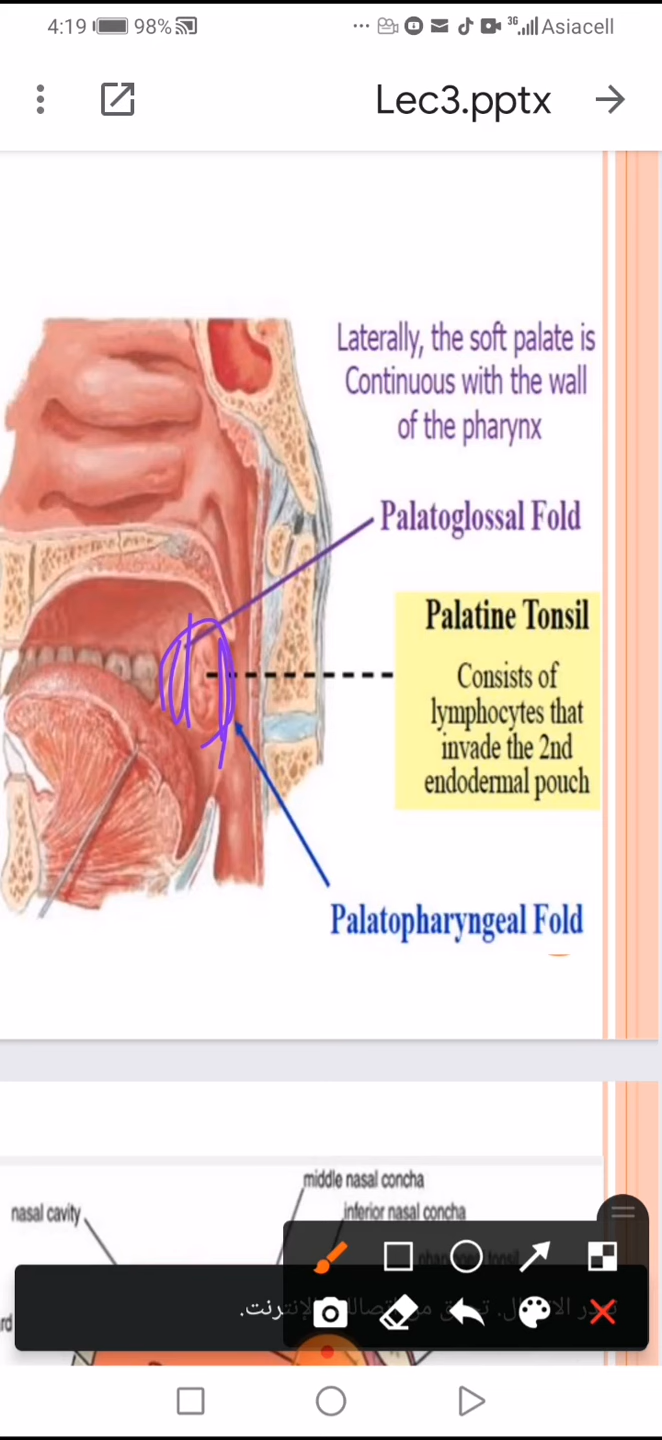 4:19 98% ... 3G Asiacell
Lec3.pptx
Laterally, the soft palate is
Continuous with the wall
of the pharynx
Palatoglossal Fold
Palatine Tonsil
Consists of
lymphocytes that
invade the 2nd
endodermal pouch
Palatopharyngeal Fold
middle nasal concha
nasal cavity
inferior nasal concha